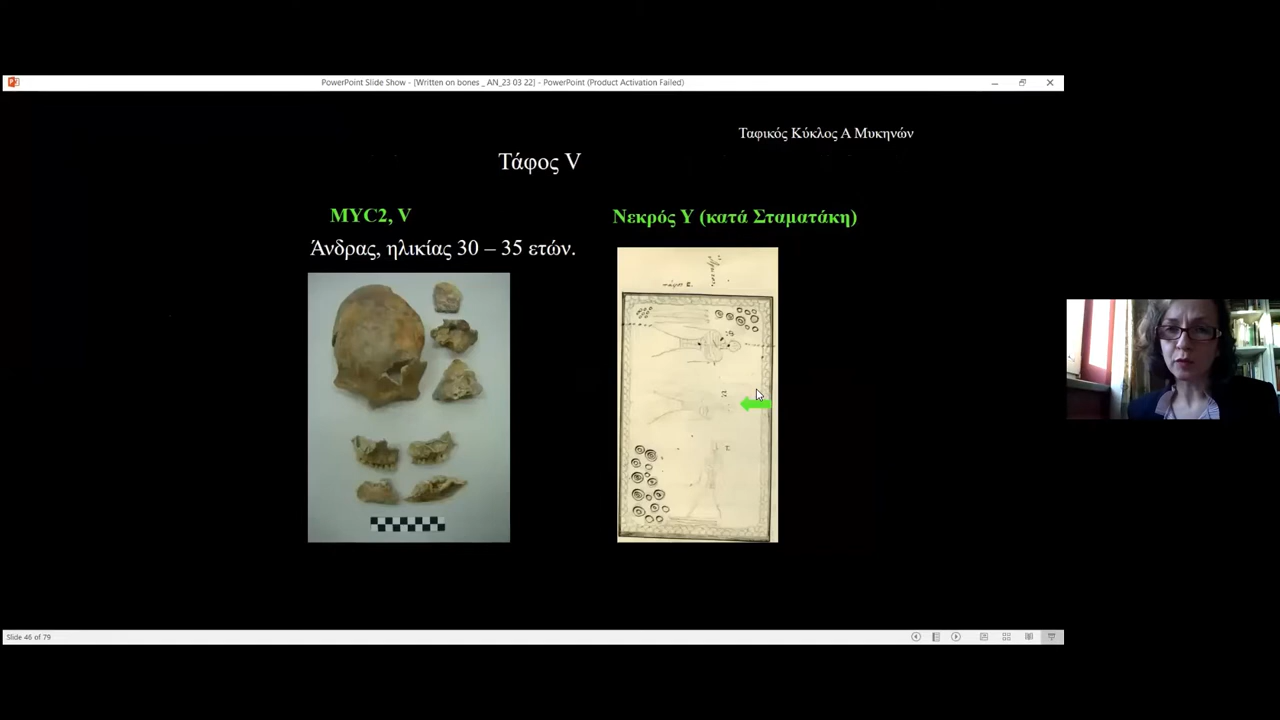 PowerPoint Slide Show - [Written on bones _ AN_23 03 22] - PowerPoint (Product Activation Failed)
Ταφικός Κύκλος Α Μυκηνών
Τάφος V
MYC2, V
Νεκρός Υ (κατά Σταματάκη)
Άνδρας, ηλικίας 30 – 35 ετών.
Slide 46 of 79